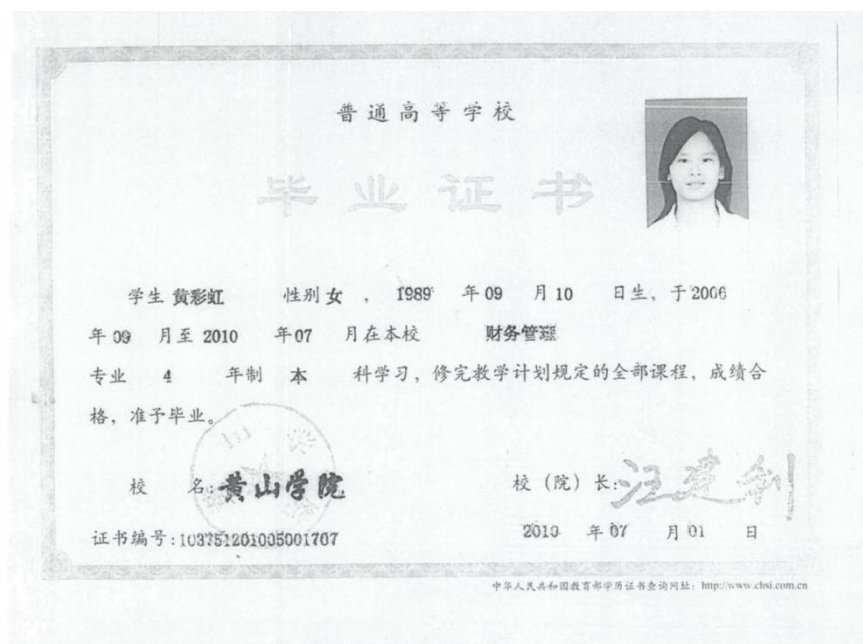 普通高等学校
毕业证书
学生 黄彩虹 性别 女 , 1989 年 09 月 10 日生, 于 2006
年 09 月至 2010 年 07 月在本校 财务管理
专业 4 年制 本 科学习, 修完教学计划规定的全部课程, 成绩合
格, 准予毕业。
校 名: 黄山学院 校 (院) 长: 汪建利
证书编号: 103751201005001707 2010 年 07 月 01 日
中华人民共和国教育部学历证书查询网址: http://www.chsi.com.cn